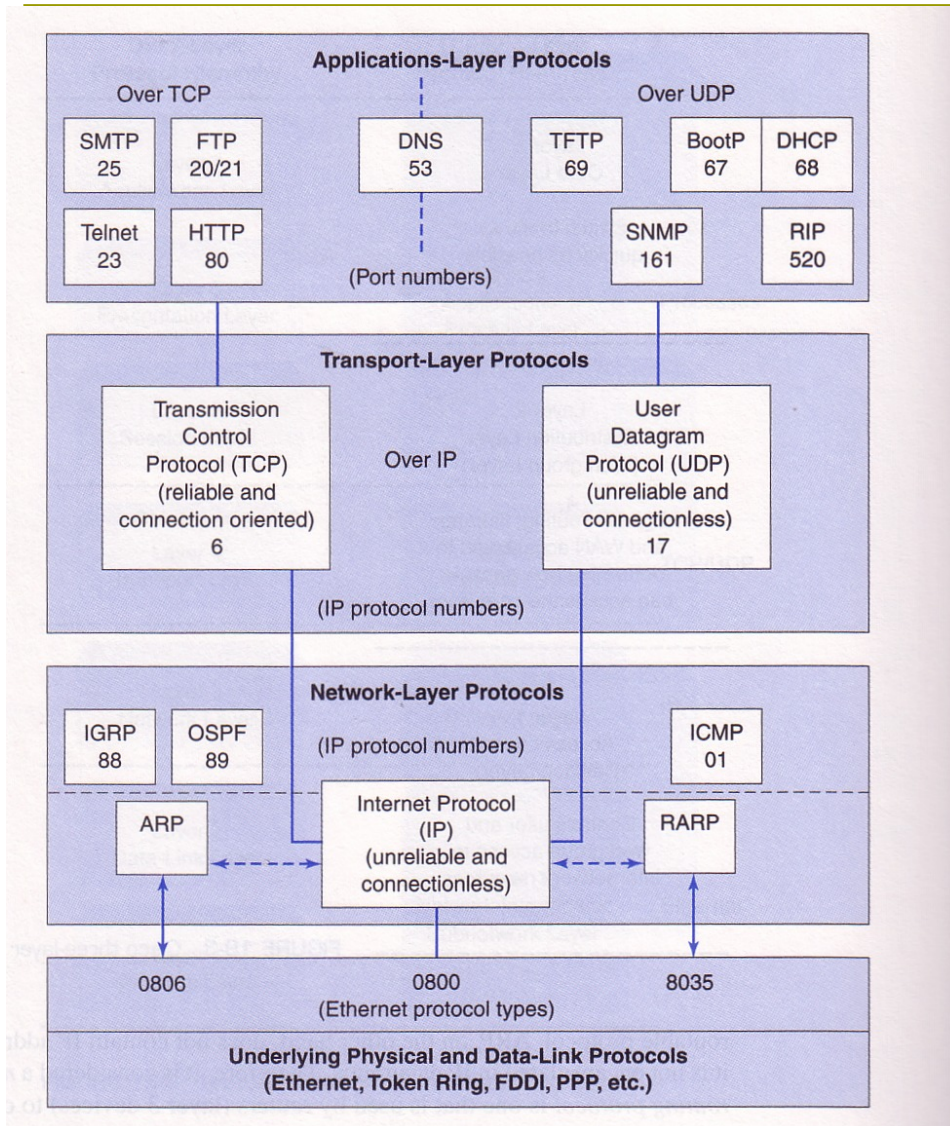 Applications-Layer Protocols
Over TCP
Over UDP
SMTP
25
FTP
20/21
DNS
53
TFTP
69
BootP
67
DHCP
68
Telnet
23
HTTP
80
SNMP
161
RIP
520
(Port numbers)
Transport-Layer Protocols
Transmission
Control
Protocol (TCP)
(reliable and
connection oriented)
6
Over IP
User
Datagram
Protocol (UDP)
(unreliable and
connectionless)
17
(IP protocol numbers)
Network-Layer Protocols
IGRP
88
OSPF
89
(IP protocol numbers)
ICMP
01
ARP
Internet Protocol
(IP)
(unreliable and
connectionless)
RARP
0806
0800
8035
(Ethernet protocol types)
Underlying Physical and Data-Link Protocols
(Ethernet, Token Ring, FDDI, PPP, etc.)